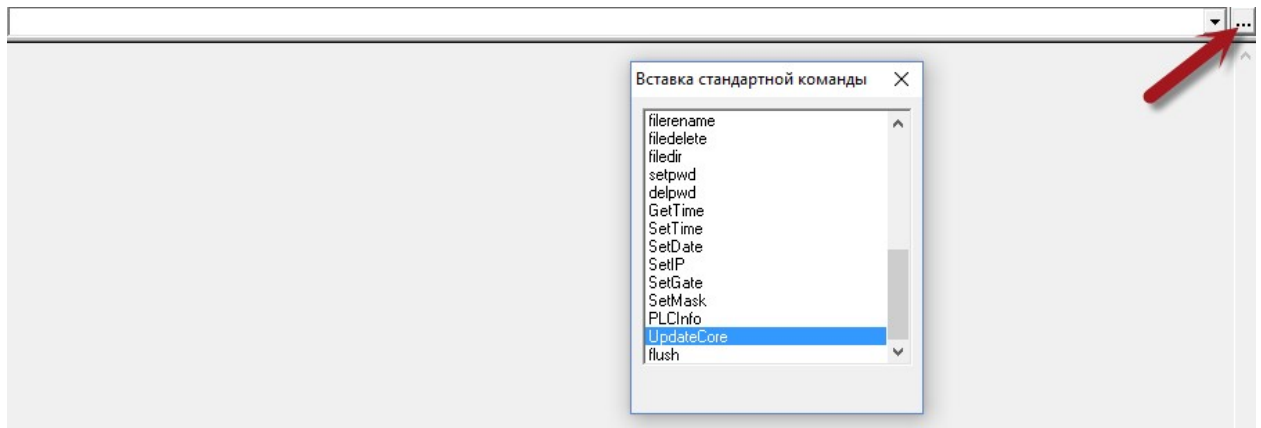 ...
Вставка стандартной команды
filerename
filedelete
filedir
setpwd
delpwd
GetTime
SetTime
SetDate
SetIP
SetGate
SetMask
PLCInfo
UpdateCore
flush